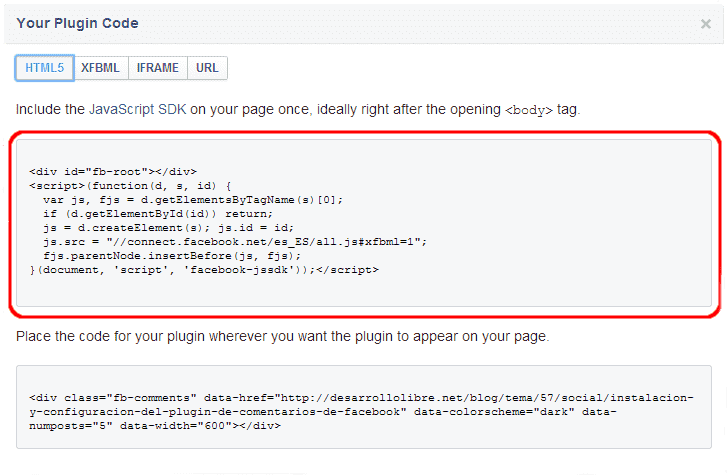 Your Plugin Code ×
HTML5 XFBML IFRAME URL
Include the JavaScript SDK on your page once, ideally right after the opening <body> tag.
<div id="fb-root"></div>
<script>(function(d, s, id) {
  var js, fjs = d.getElementsByTagName(s)[0];
  if (d.getElementById(id)) return;
  js = d.createElement(s); js.id = id;
  js.src = "//connect.facebook.net/es_ES/all.js#xfbml=1";
  fjs.parentNode.insertBefore(js, fjs);
}(document, 'script', 'facebook-jssdk'));</script>
Place the code for your plugin wherever you want the plugin to appear on your page.
<div class="fb-comments" data-href="http://desarrollolibre.net/blog/tema/57/social/instalacion-
y-configuracion-del-plugin-de-comentarios-de-facebook" data-colorscheme="dark" data-
numposts="5" data-width="600"></div>